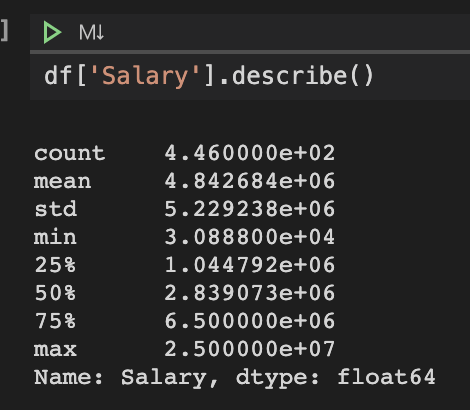 ]
M↓
df['Salary'].describe()
count 4.460000e+02
mean 4.842684e+06
std 5.229238e+06
min 3.088800e+04
25% 1.044792e+06
50% 2.839073e+06
75% 6.500000e+06
max 2.500000e+07
Name: Salary, dtype: float64